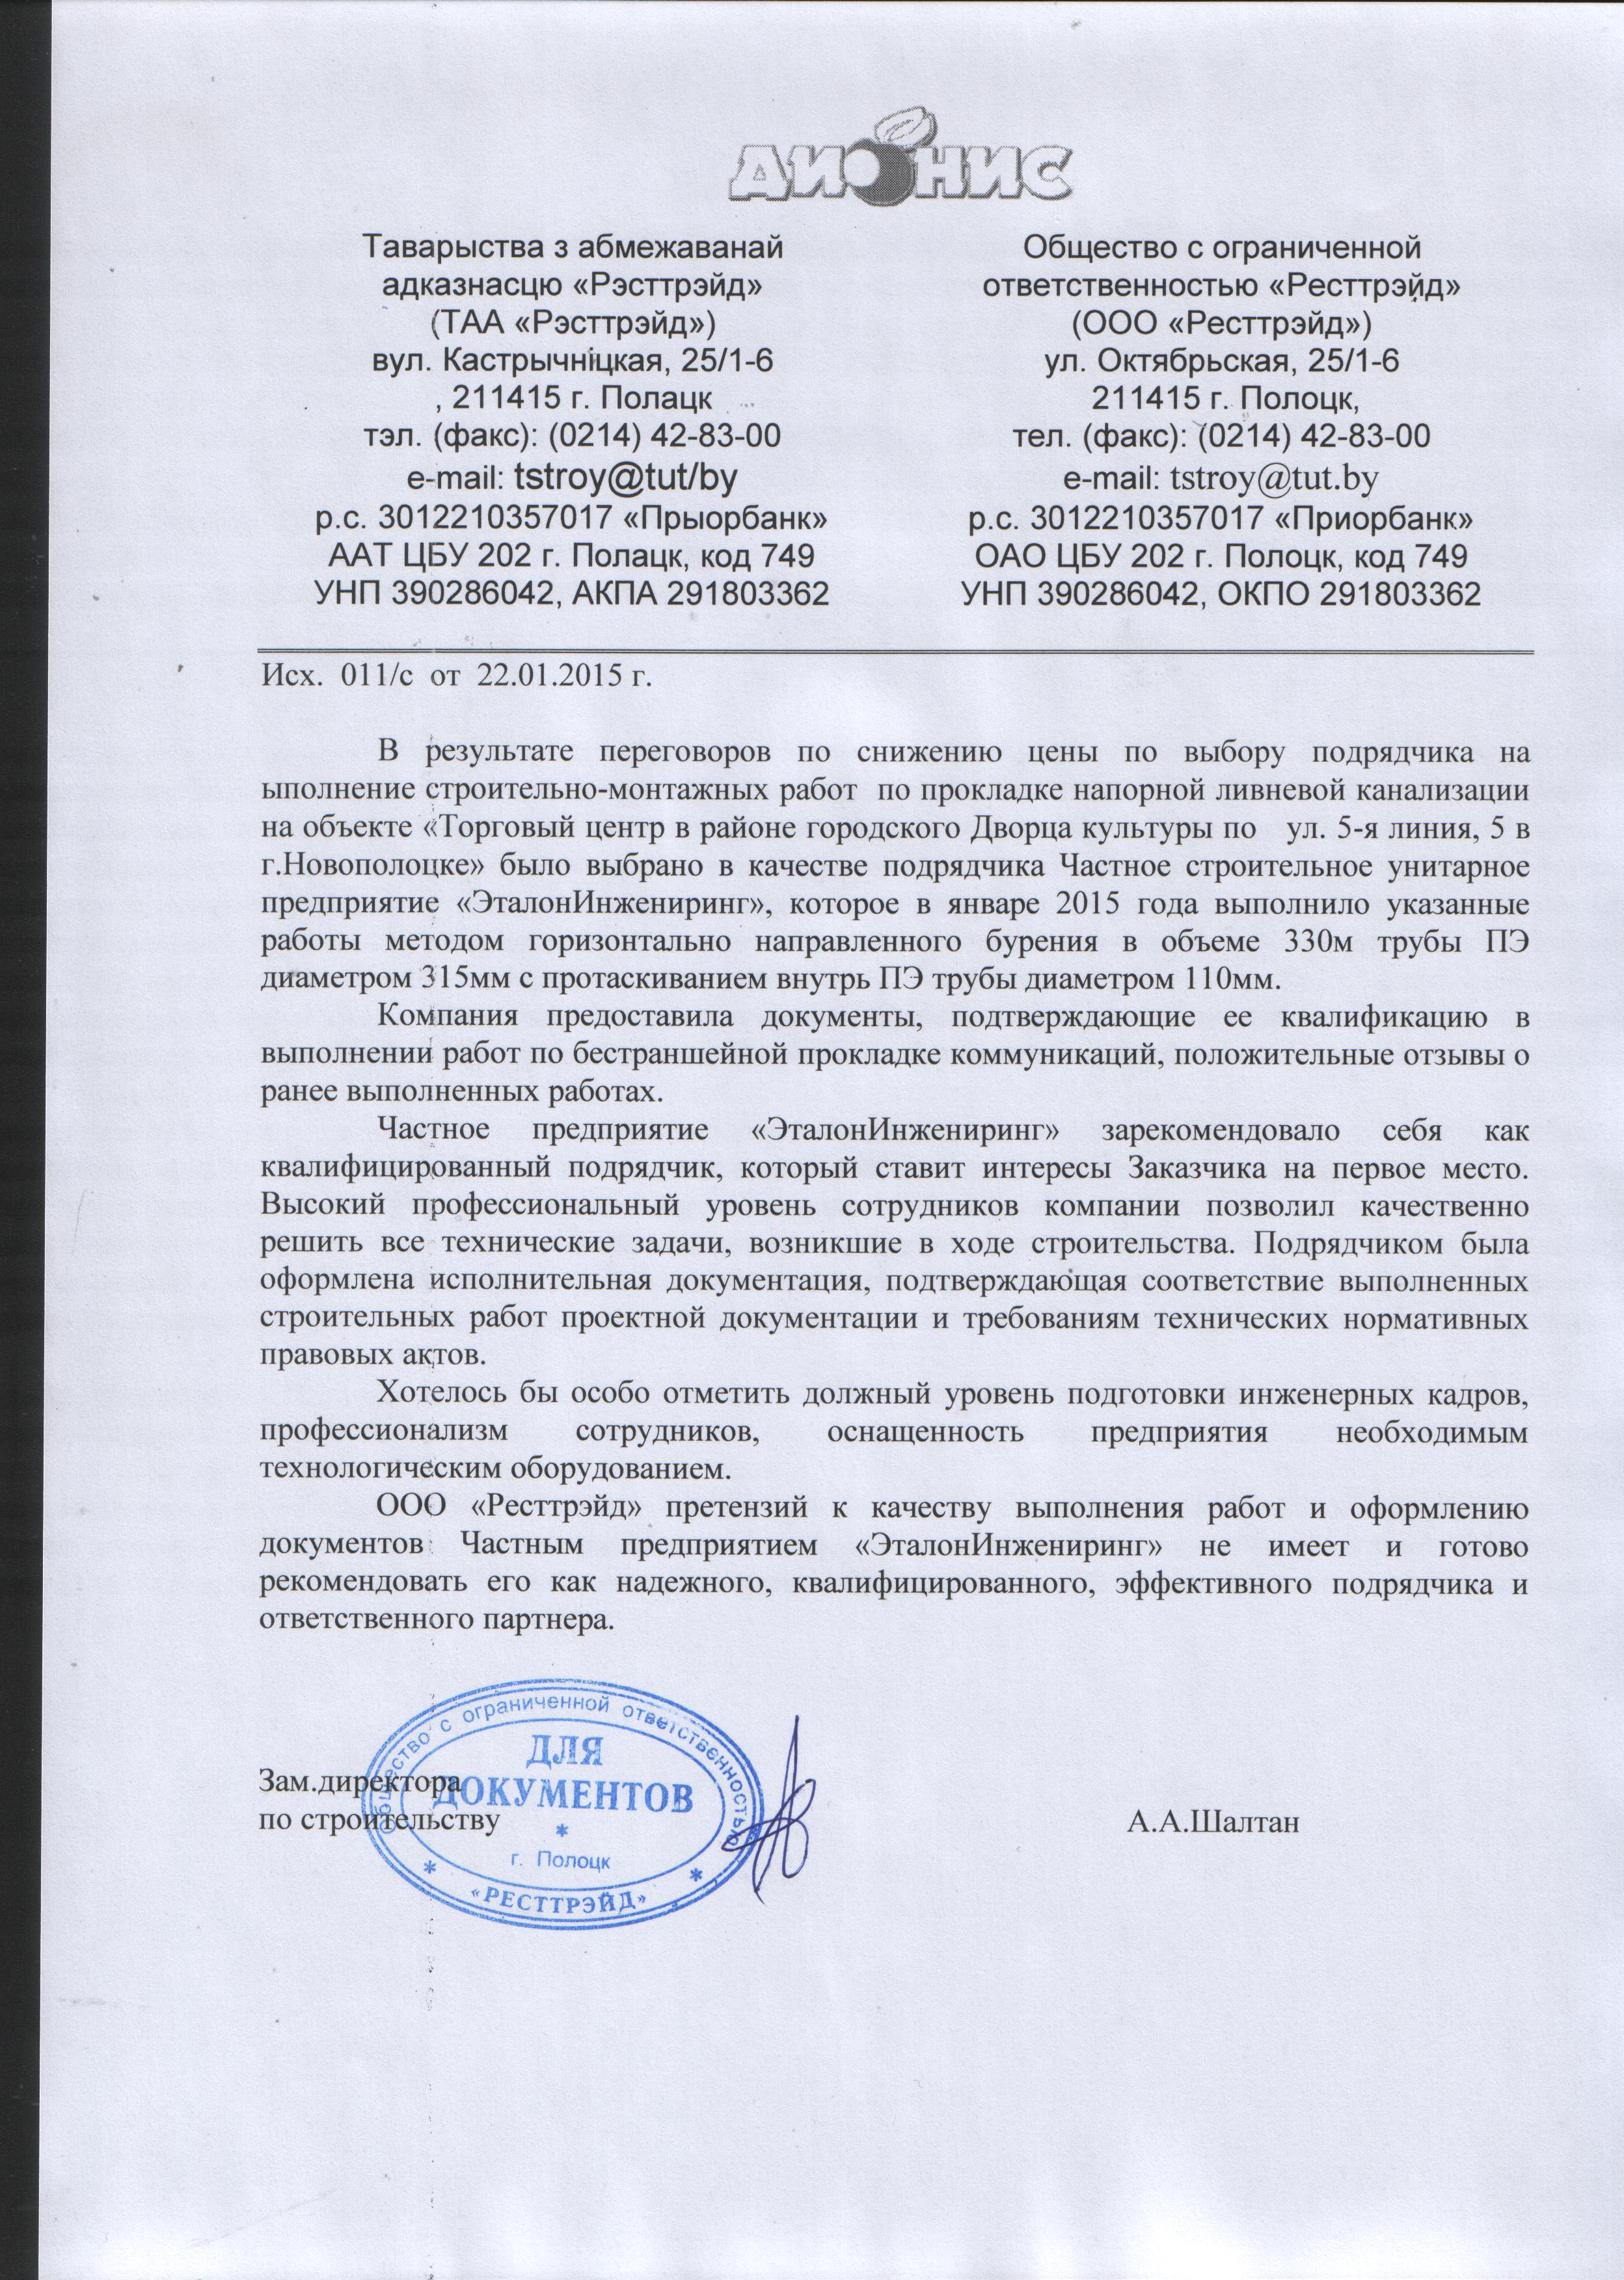 ДИОНИС
Таварыства з абмежаванай
адказнасцю «Рэсттрэйд»
(ТАА «Рэсттрэйд»)
вул. Кастрычніцкая, 25/1-6
, 211415 г. Полацк
тэл. (факс): (0214) 42-83-00
e-mail: tstroy@tut/by
р.с. 3012210357017 «Прыорбанк»
ААТ ЦБУ 202 г. Полацк, код 749
УНП 390286042, АКПА 291803362
Общество с ограниченной
ответственностью «Ресттрэйд»
(ООО «Ресттрэйд»)
ул. Октябрьская, 25/1-6
211415 г. Полоцк,
тел. (факс): (0214) 42-83-00
e-mail: tstroy@tut.by
р.с. 3012210357017 «Приорбанк»
ОАО ЦБУ 202 г. Полоцк, код 749
УНП 390286042, ОКПО 291803362
Исх. 011/с от 22.01.2015 г.
В результате переговоров по снижению цены по выбору подрядчика на
ыполнение строительно-монтажных работ по прокладке напорной ливневой канализации
на объекте «Торговый центр в районе городского Дворца культуры по ул. 5-я линия, 5 в
г.Новополоцке» было выбрано в качестве подрядчика Частное строительное унитарное
предприятие «ЭталонИнжениринг», которое в январе 2015 года выполнило указанные
работы методом горизонтально направленного бурения в объеме 330м трубы ПЭ
диаметром 315мм с протаскиванием внутрь ПЭ трубы диаметром 110мм.
Компания предоставила документы, подтверждающие ее квалификацию в
выполнении работ по бестраншейной прокладке коммуникаций, положительные отзывы о
ранее выполненных работах.
Частное предприятие «ЭталонИнжениринг» зарекомендовало себя как
квалифицированный подрядчик, который ставит интересы Заказчика на первое место.
Высокий профессиональный уровень сотрудников компании позволил качественно
решить все технические задачи, возникшие в ходе строительства. Подрядчиком была
оформлена исполнительная документация, подтверждающая соответствие выполненных
строительных работ проектной документации и требованиям технических нормативных
правовых актов.
Хотелось бы особо отметить должный уровень подготовки инженерных кадров,
профессионализм сотрудников, оснащенность предприятия необходимым
технологическим оборудованием.
ООО «Ресттрэйд» претензий к качеству выполнения работ и оформлению
документов Частным предприятием «ЭталонИнжениринг» не имеет и готово
рекомендовать его как надежного, квалифицированного, эффективного подрядчика и
ответственного партнера.
Зам.директора
по строительству
А.А.Шалтан
Общество с ограниченной ответственностью
ДЛЯ
ДОКУМЕНТОВ
г. Полоцк
«РЕСТТРЭЙД»